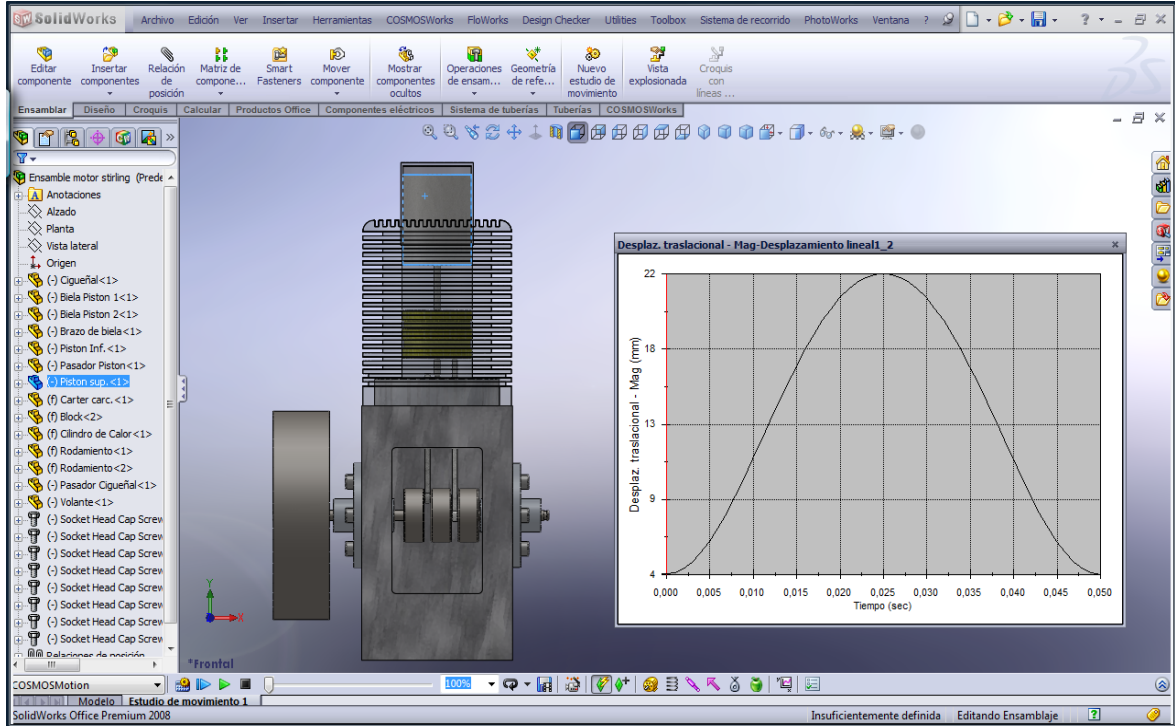 SolidWorks Archivo Edición Ver Insertar Herramientas COSMOSWorks FloWorks Design Checker Utilities Toolbox Sistema de recorrido PhotoWorks Ventana ?
Editar componente
Insertar componentes
Relación de posición
Matriz de compone...
Smart Fasteners
Mover componente
Mostrar componentes ocultos
Operaciones de ensam...
Geometría de refe...
Nuevo estudio de movimiento
Vista explosionada
Croquis con líneas ...
Ensamblar Diseño Croquis Calcular Productos Office Componentes eléctricos Sistema de tuberías Tuberías COSMOSWorks
Ensamble motor stirling (Prede
Anotaciones
Alzado
Planta
Vista lateral
Origen
(-) Cigueñal<1>
(-) Biela Piston 1<1>
(-) Biela Piston 2<1>
(-) Brazo de biela<1>
(-) Piston Inf.<1>
(-) Pasador Piston<1>
(-) Piston sup.<1>
(f) Carter carc.<1>
(f) Block<2>
(f) Cilindro de Calor<1>
(f) Rodamiento<1>
(f) Rodamiento<2>
(-) Pasador Cigueñal<1>
(-) Volante<1>
(-) Socket Head Cap Screw
(-) Socket Head Cap Screw
(-) Socket Head Cap Screw
(-) Socket Head Cap Screw
(-) Socket Head Cap Screw
(-) Socket Head Cap Screw
(-) Socket Head Cap Screw
(-) Socket Head Cap Screw
Relaciones de posición
Y
X
*Frontal
Desplaz. traslacional - Mag-Desplazamiento lineal1_2
Desplaz. traslacional - Mag (mm)
22
18
13
9
4
0,000 0,005 0,010 0,015 0,020 0,025 0,030 0,035 0,040 0,045 0,050
Tiempo (sec)
COSMOSMotion
100%
Modelo Estudio de movimiento 1
SolidWorks Office Premium 2008
Insuficientemente definida Editando Ensamblaje